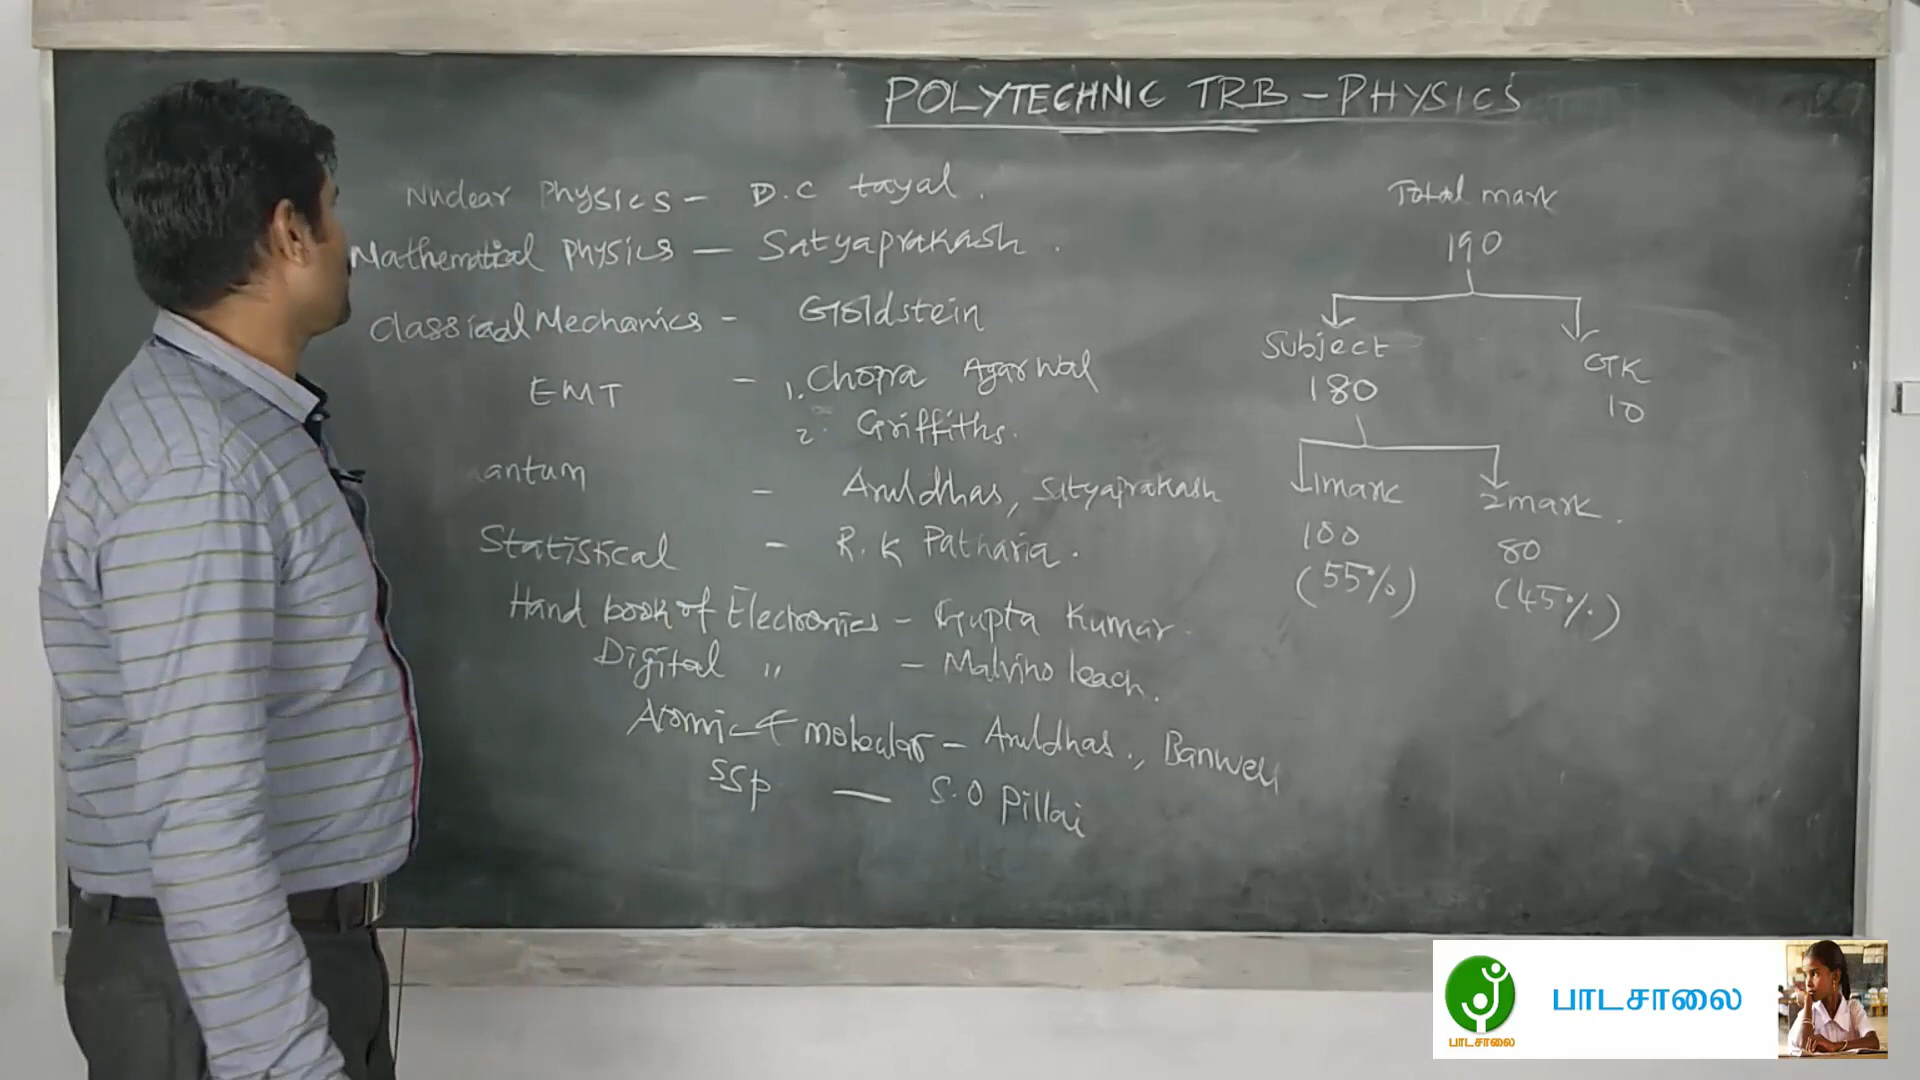 POLYTECHNIC TRB - PHYSICS
Nuclear Physics - D.C tayal.
Mathematical Physics - Satyaprakash.
Classical Mechanics - Goldstein
EMT - 1. Chopra Agarwal
2. Griffiths.
antum - Aruldhas, Satyaprakash
Statistical - R.K Patharia.
Hand book of Electronics - Gupta Kumar.
Digital " - Malvino leach.
Atomic & molecular - Aruldhas., Banwell
SSP - S.O Pillai
Total mark
190
Subject GK
180 10
1mark 2mark.
100 80
(55%) (45%)
பாடசாலை
பாடசாலை